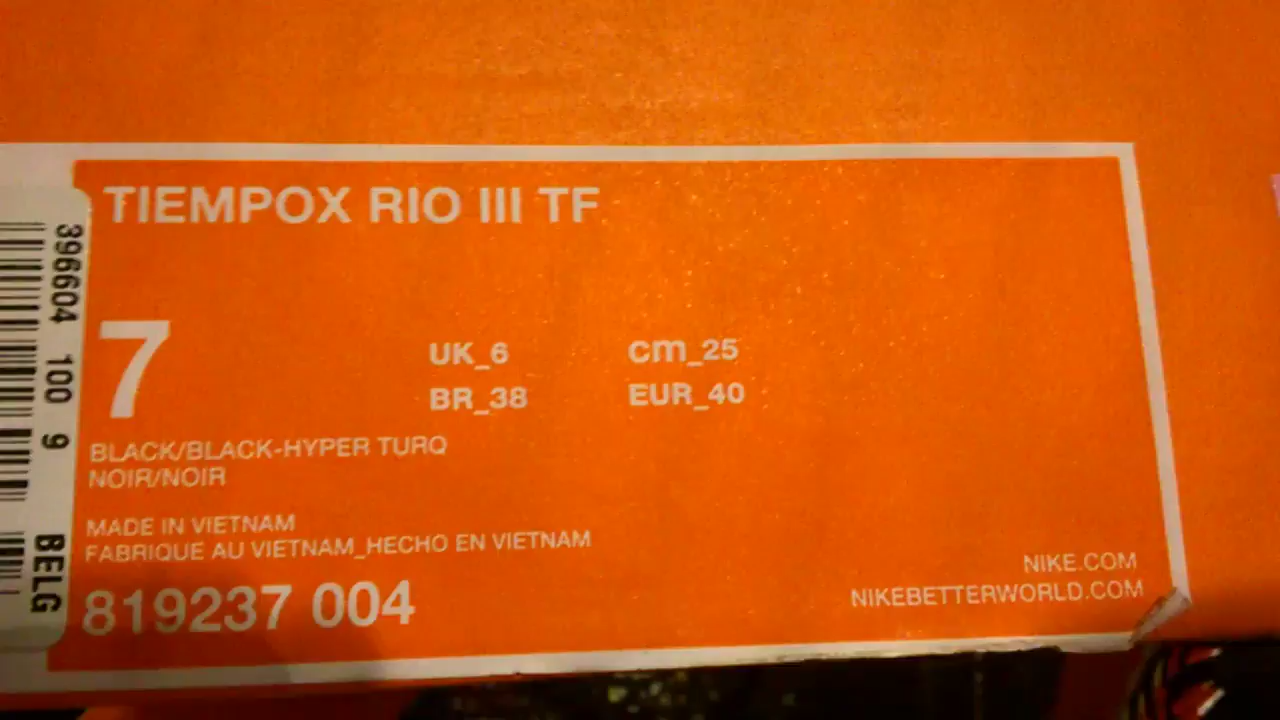 TIEMPOX RIO III TF
7
UK_6
cm_25
BR_38
EUR_40
BLACK/BLACK-HYPER TURQ
NOIR/NOIR
MADE IN VIETNAM
FABRIQUE AU VIETNAM_HECHO EN VIETNAM
819237 004
NIKE.COM
NIKEBETTERWORLD.COM
396604 100 9 BELG